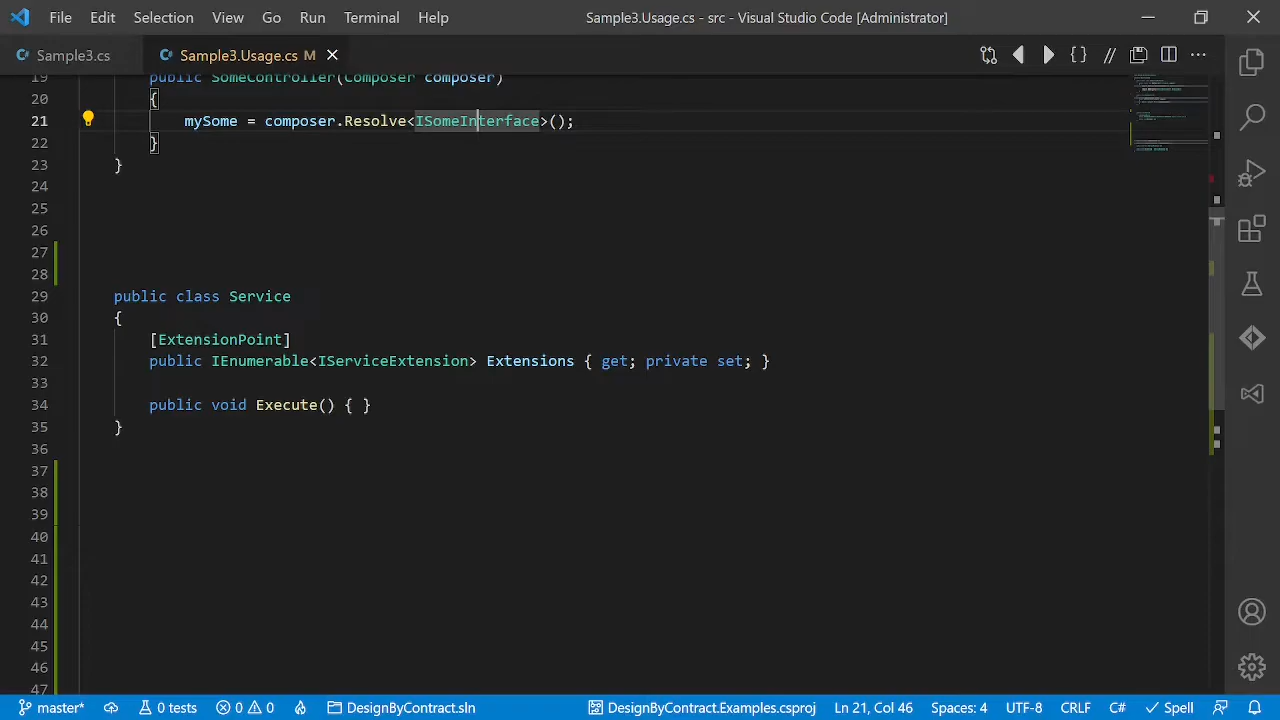 File Edit Selection View Go Run Terminal Help Sample3.Usage.cs - src - Visual Studio Code [Administrator]
Sample3.cs Sample3.Usage.cs M
19 public SomeController(Composer composer)
20 {
21 mySome = composer.Resolve<ISomeInterface>();
22 }
23 }
24
25
26
27
28
29 public class Service
30 {
31 [ExtensionPoint]
32 public IEnumerable<IServiceExtension> Extensions { get; private set; }
33
34 public void Execute() { }
35 }
36
37
38
39
40
41
42
43
44
45
46
47
master* 0 tests 0 0 DesignByContract.sln DesignByContract.Examples.csproj Ln 21, Col 46 Spaces: 4 UTF-8 CRLF C# Spell